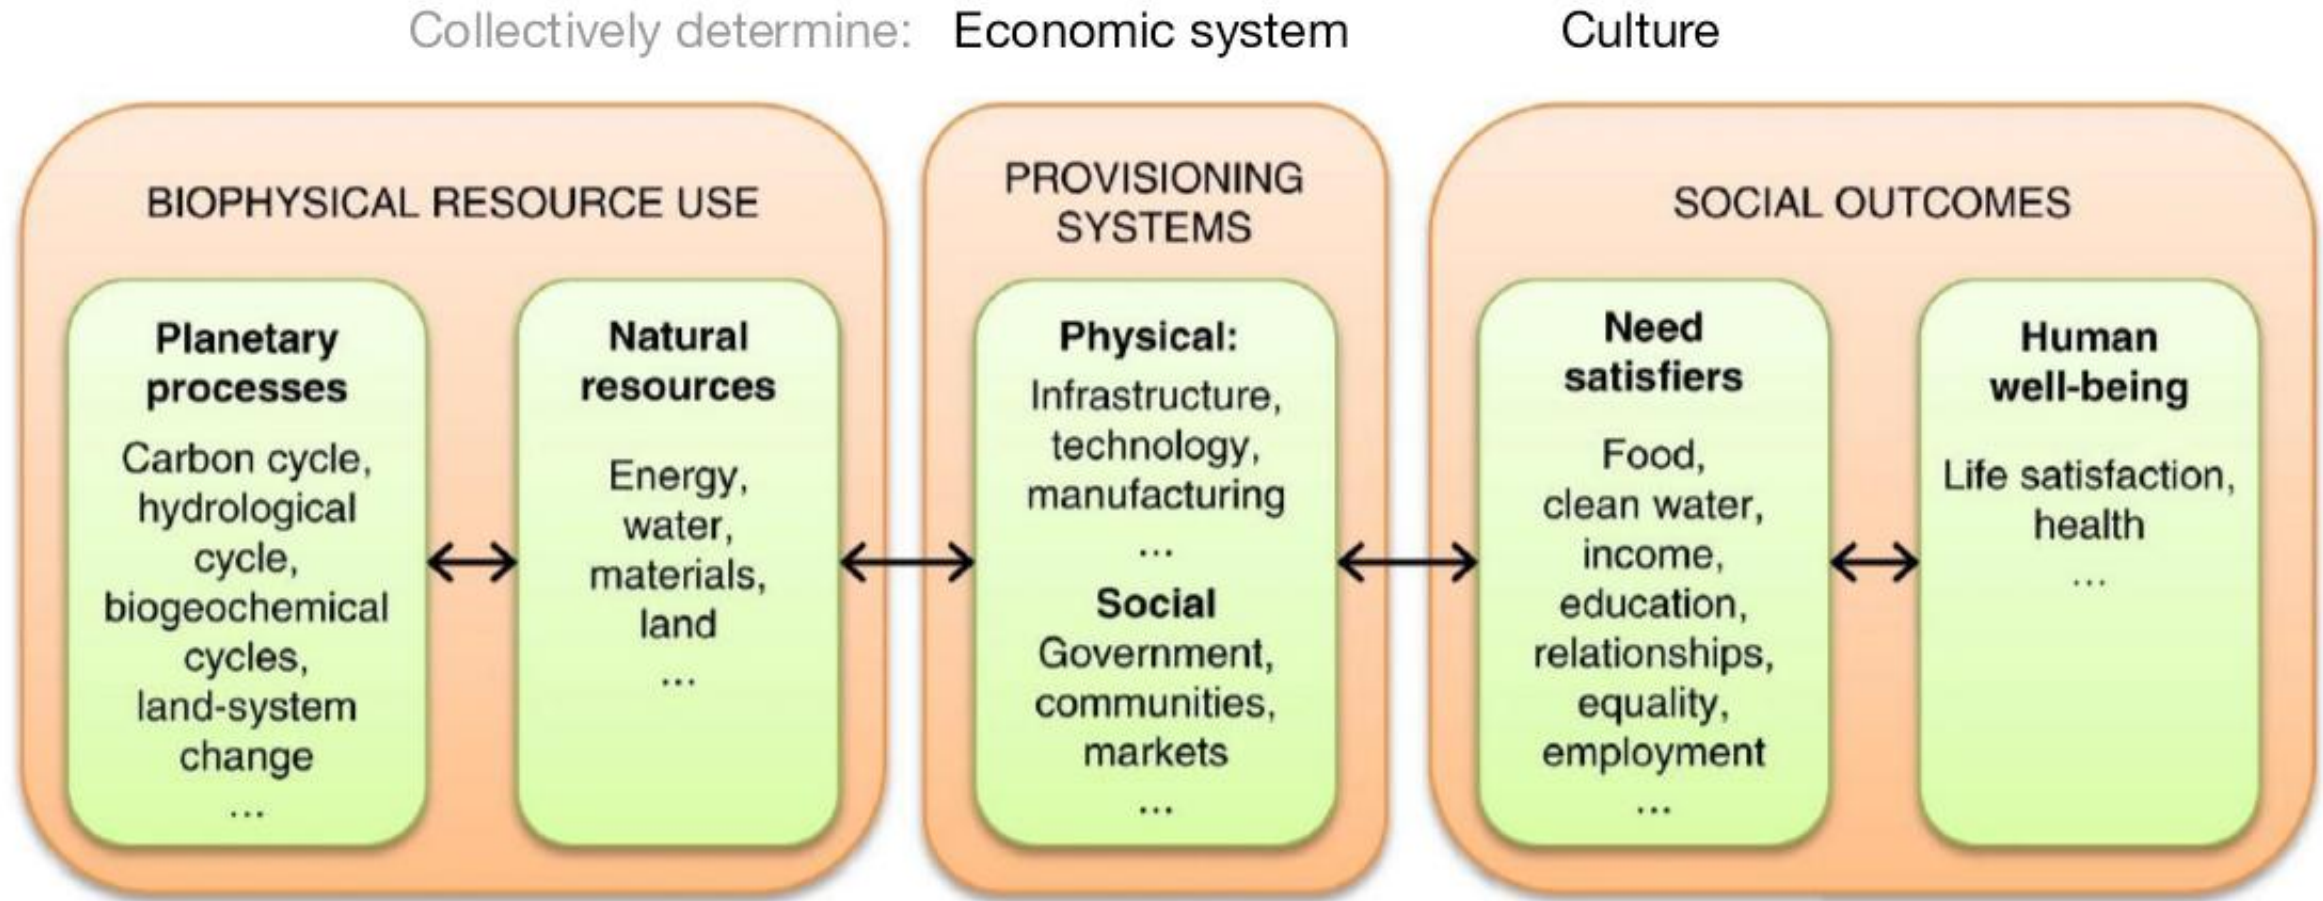 Collectively determine: Economic system Culture
BIOPHYSICAL RESOURCE USE
Planetary
processes
Carbon cycle,
hydrological
cycle,
biogeochemical
cycles,
land-system
change
...
Natural
resources
Energy,
water,
materials,
land
...
PROVISIONING
SYSTEMS
Physical:
Infrastructure,
technology,
manufacturing
...
Social
Government,
communities,
markets
...
SOCIAL OUTCOMES
Need
satisfiers
Food,
clean water,
income,
education,
relationships,
equality,
employment
...
Human
well-being
Life satisfaction,
health
...